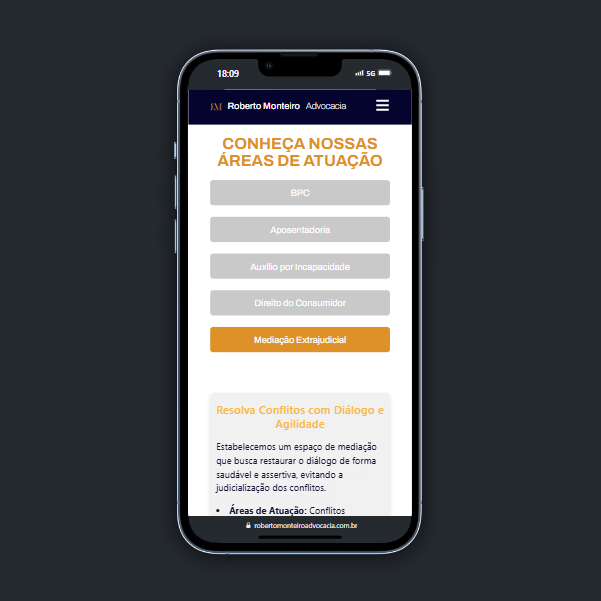 18:09
5G
RM Roberto Monteiro Advocacia
CONHEÇA NOSSAS
ÁREAS DE ATUAÇÃO
BPC
Aposentadoria
Auxílio por Incapacidade
Direito do Consumidor
Mediação Extrajudicial
Resolva Conflitos com Diálogo e
Agilidade
Estabelecemos um espaço de mediação
que busca restaurar o diálogo de forma
saudável e assertiva, evitando a
judicialização dos conflitos.
• Áreas de Atuação: Conflitos
robertomonteiroadvocacia.com.br